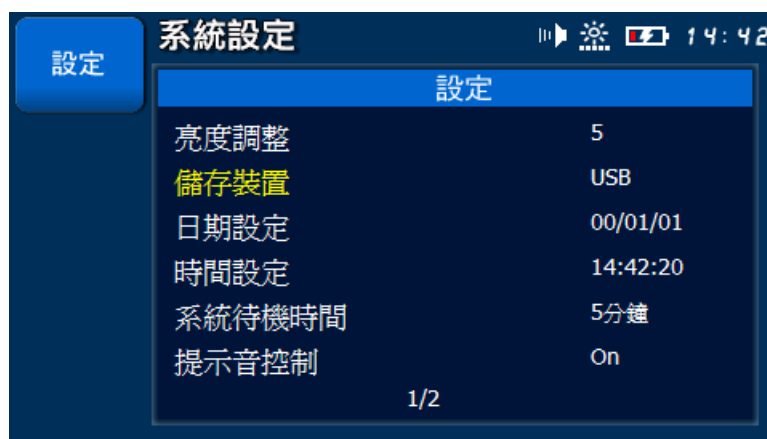 設定
系統設定 14:42
設定
亮度調整 5
儲存裝置 USB
日期設定 00/01/01
時間設定 14:42:20
系統待機時間 5分鐘
提示音控制 On
1/2